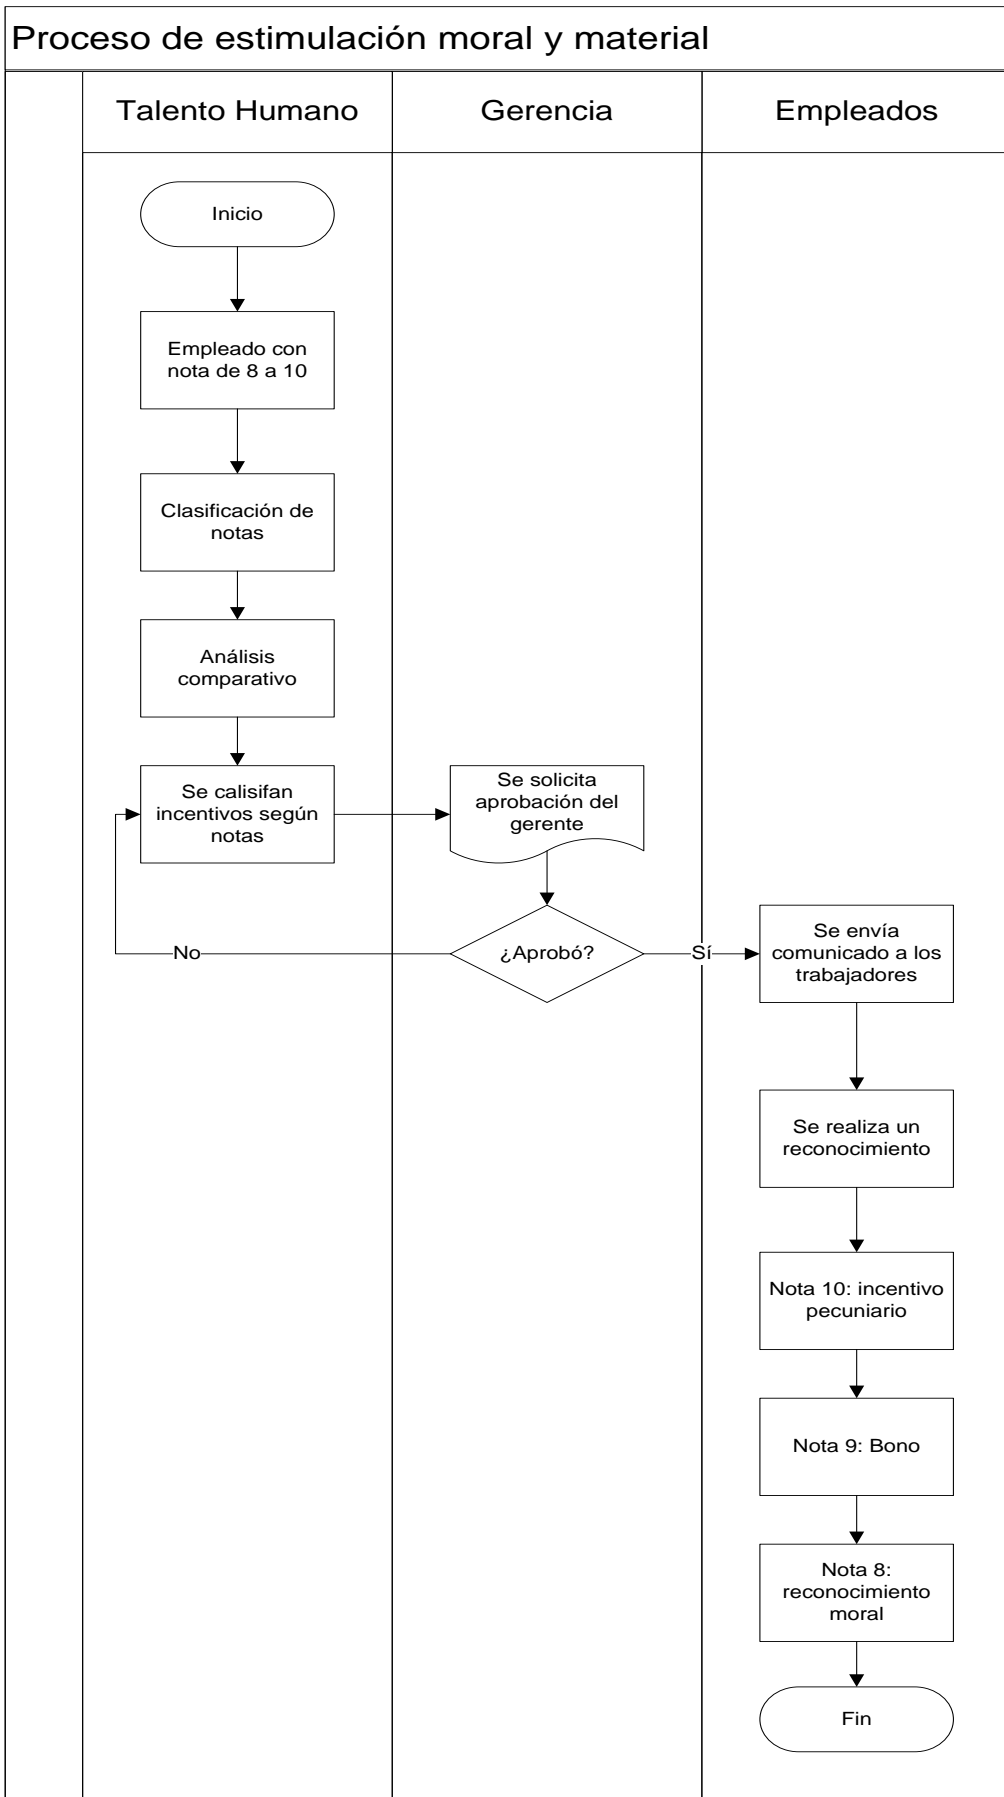 Proceso de estimulación moral y material
Talento Humano
Gerencia
Empleados
Inicio
Empleado con
nota de 8 a 10
Clasificación de
notas
Análisis
comparativo
Se calisifan
incentivos según
notas
Se solicita
aprobación del
gerente
¿Aprobó?
No
Sí
Se envía
comunicado a los
trabajadores
Se realiza un
reconocimiento
Nota 10: incentivo
pecuniario
Nota 9: Bono
Nota 8:
reconocimiento
moral
Fin